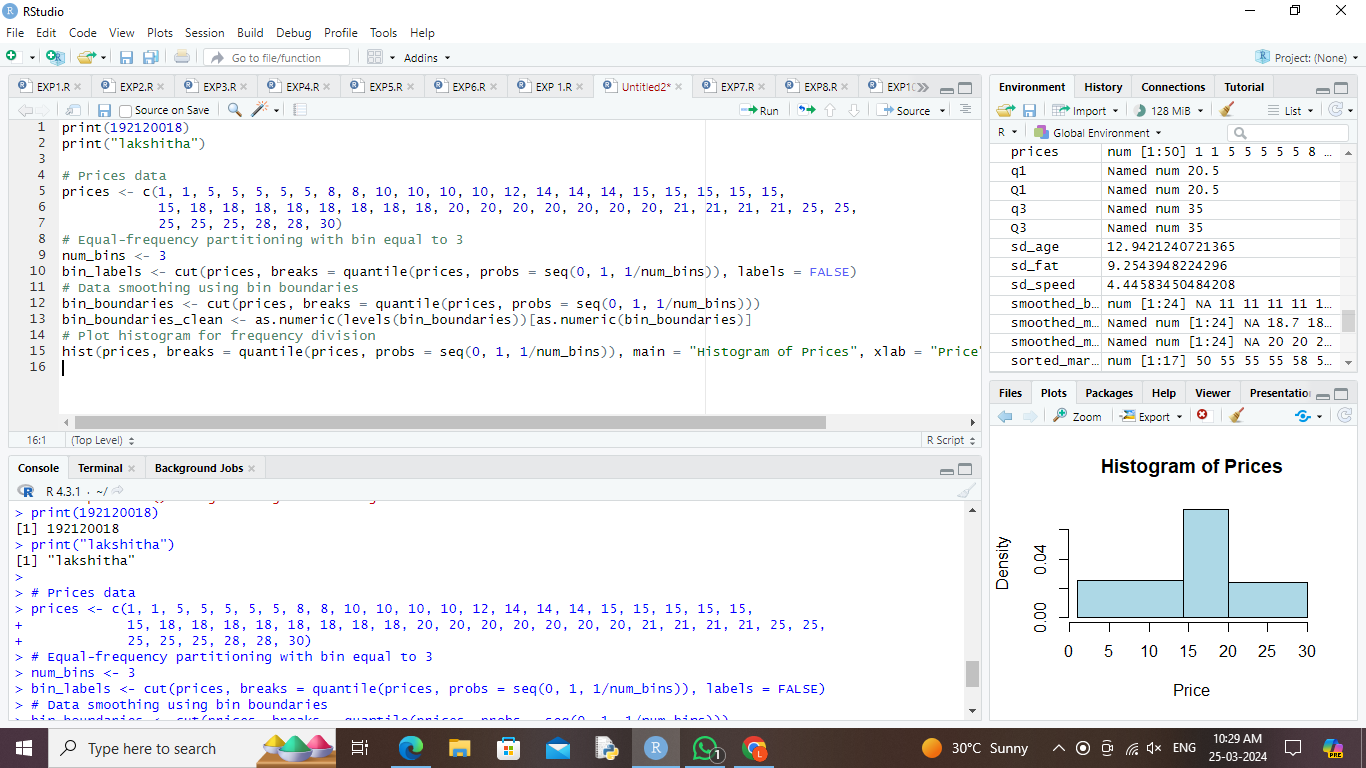 RStudio
File Edit Code View Plots Session Build Debug Profile Tools Help
Go to file/function Addins Project: (None)
EXP1.R EXP2.R EXP3.R EXP4.R EXP5.R EXP6.R EXP 1.R Untitled2* EXP7.R EXP8.R EXP1
Source on Save Run Source
1 print(192120018)
2 print("lakshitha")
3
4 # Prices data
5 prices <- c(1, 1, 5, 5, 5, 5, 5, 8, 8, 10, 10, 10, 10, 12, 14, 14, 14, 15, 15, 15, 15, 15,
6 15, 18, 18, 18, 18, 18, 18, 18, 18, 20, 20, 20, 20, 20, 20, 20, 21, 21, 21, 21, 25, 25,
7 25, 25, 25, 28, 28, 30)
8 # Equal-frequency partitioning with bin equal to 3
9 num_bins <- 3
10 bin_labels <- cut(prices, breaks = quantile(prices, probs = seq(0, 1, 1/num_bins)), labels = FALSE)
11 # Data smoothing using bin boundaries
12 bin_boundaries <- cut(prices, breaks = quantile(prices, probs = seq(0, 1, 1/num_bins)))
13 bin_boundaries_clean <- as.numeric(levels(bin_boundaries))[as.numeric(bin_boundaries)]
14 # Plot histogram for frequency division
15 hist(prices, breaks = quantile(prices, probs = seq(0, 1, 1/num_bins)), main = "Histogram of Prices", xlab = "Price"
16
16:1 (Top Level) R Script
Console Terminal Background Jobs
R 4.3.1 · ~/
> print(192120018)
[1] 192120018
> print("lakshitha")
[1] "lakshitha"
>
> # Prices data
> prices <- c(1, 1, 5, 5, 5, 5, 5, 8, 8, 10, 10, 10, 10, 12, 14, 14, 14, 15, 15, 15, 15, 15,
+ 15, 18, 18, 18, 18, 18, 18, 18, 18, 20, 20, 20, 20, 20, 20, 20, 21, 21, 21, 21, 25, 25,
+ 25, 25, 25, 28, 28, 30)
> # Equal-frequency partitioning with bin equal to 3
> num_bins <- 3
> bin_labels <- cut(prices, breaks = quantile(prices, probs = seq(0, 1, 1/num_bins)), labels = FALSE)
> # Data smoothing using bin boundaries
> bin_boundaries <- cut(prices, breaks = quantile(prices, probs = seq(0, 1, 1/num_bins)))
Environment History Connections Tutorial
Import 128 MiB List
R Global Environment
prices num [1:50] 1 1 5 5 5 5 5 8 ...
q1 Named num 20.5
Q1 Named num 20.5
q3 Named num 35
Q3 Named num 35
sd_age 12.9421240721365
sd_fat 9.2543948224296
sd_speed 4.44583450484208
smoothed_b... num [1:24] NA 11 11 11 11 1...
smoothed_m... Named num [1:24] NA 18.7 18...
smoothed_m... Named num [1:24] NA 20 20 2...
sorted_mar... num [1:17] 50 55 55 55 58 5...
Files Plots Packages Help Viewer Presentatio
Zoom Export
Histogram of Prices
Density
0.04
0.00
0 5 10 15 20 25 30
Price
Type here to search
30°C Sunny ENG 10:29 AM
25-03-2024